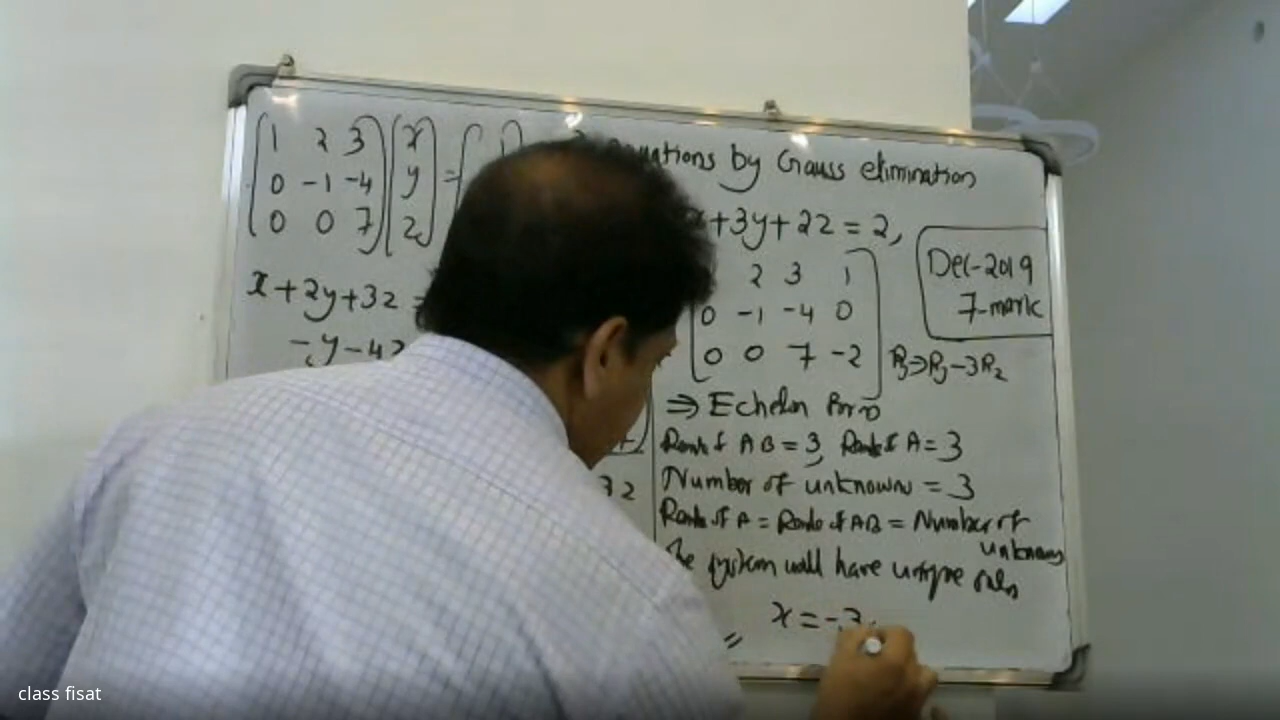 1 2 3 x 1
0 -1 -4 y =
0 0 7 z
x+2y+3z =
-y-4z
equations by Gauss elimination
x+3y+2z = 2,
2 3 1
0 -1 -4 0
0 0 7 -2 R3⇒R3-3R2
Dec-2019
7-mark
⇒ Echelon form
Rank of AB = 3, Rank of A = 3
Number of unknown = 3
Rank of A = Rank of AB = Number of
unknowns
The system will have unique soln
x = -3
class fisat